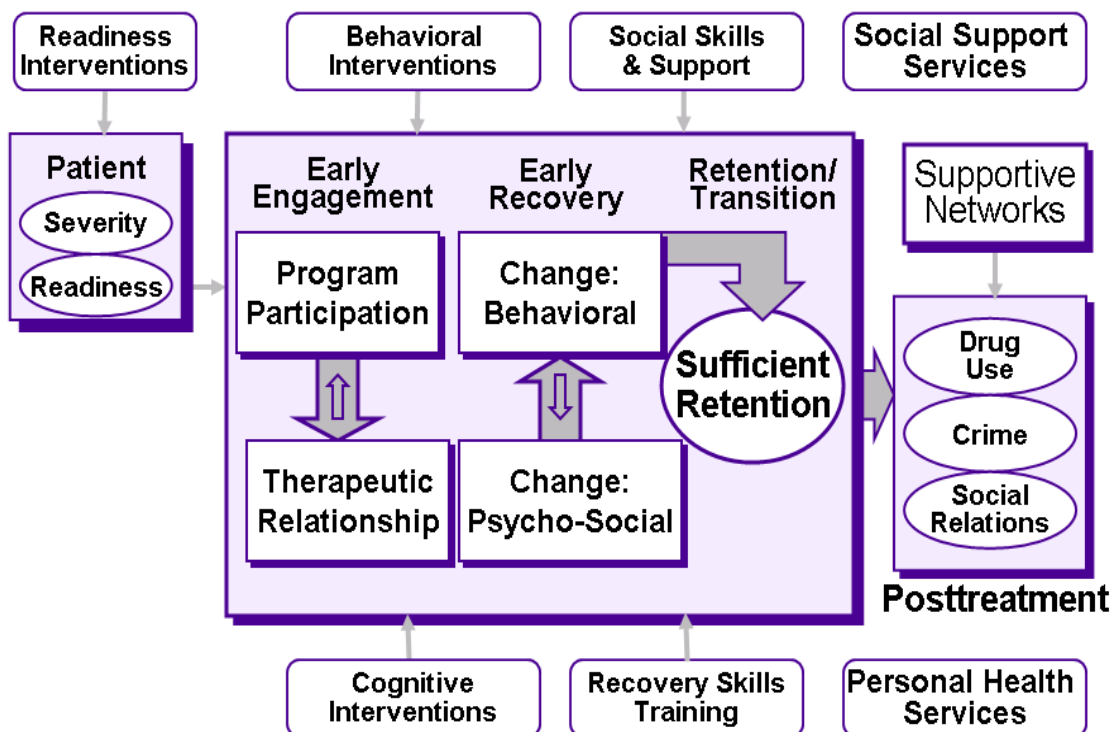 Readiness
Interventions
Behavioral
Interventions
Social Skills
& Support
Social Support
Services
Patient
Severity
Readiness
Early
Engagement
Early
Recovery
Retention/
Transition
Supportive
Networks
Program
Participation
Change:
Behavioral
Sufficient
Retention
Therapeutic
Relationship
Change:
Psycho-Social
Drug
Use
Crime
Social
Relations
Posttreatment
Cognitive
Interventions
Recovery Skills
Training
Personal Health
Services